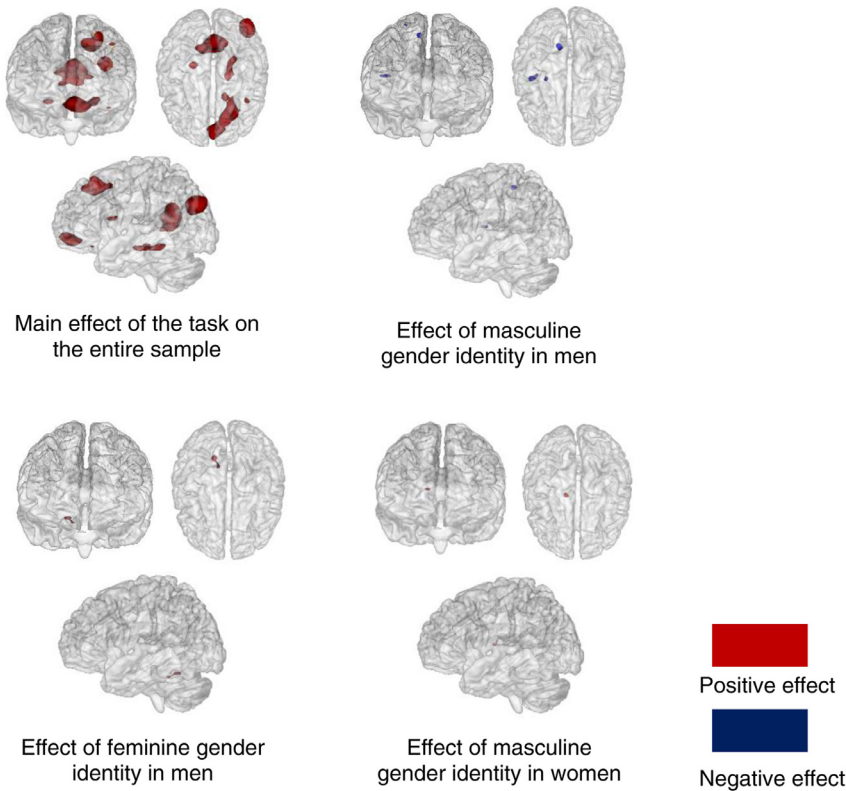 Main effect of the task on
the entire sample
Effect of masculine
gender identity in men
Effect of feminine gender
identity in men
Effect of masculine
gender identity in women
Positive effect
Negative effect